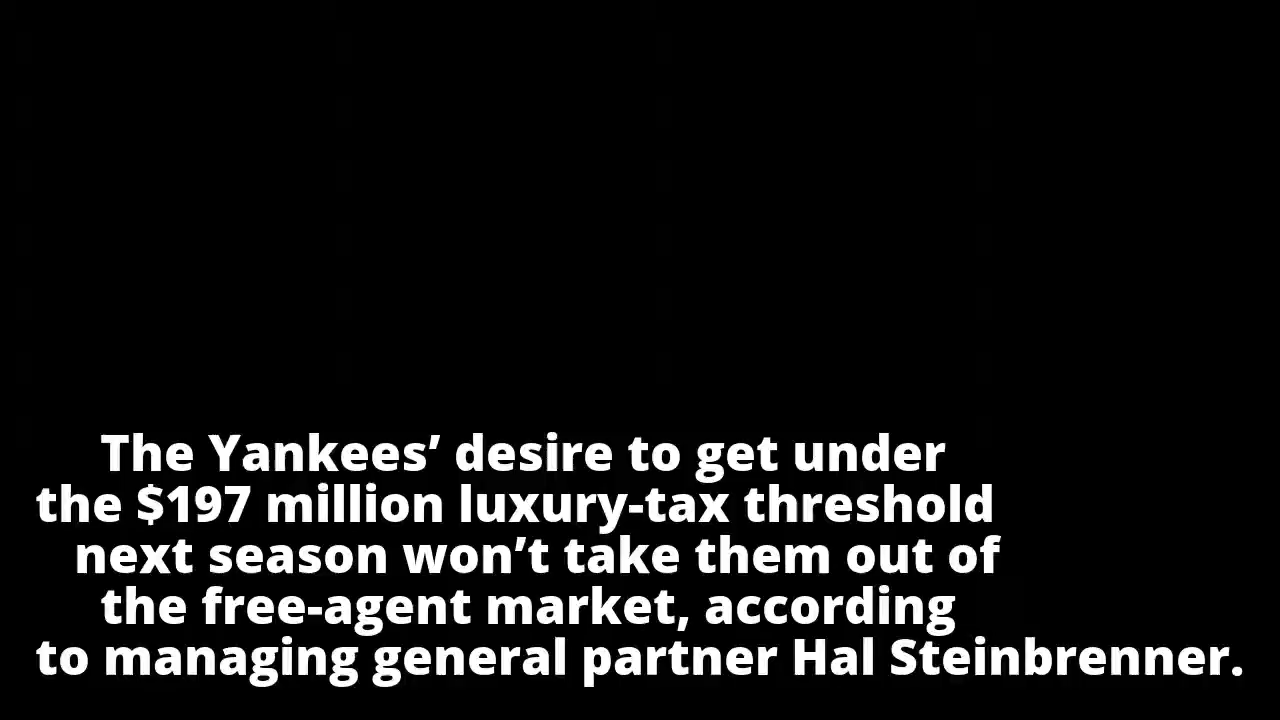 The Yankees’ desire to get under
the $197 million luxury-tax threshold
next season won’t take them out of
the free-agent market, according
to managing general partner Hal Steinbrenner.